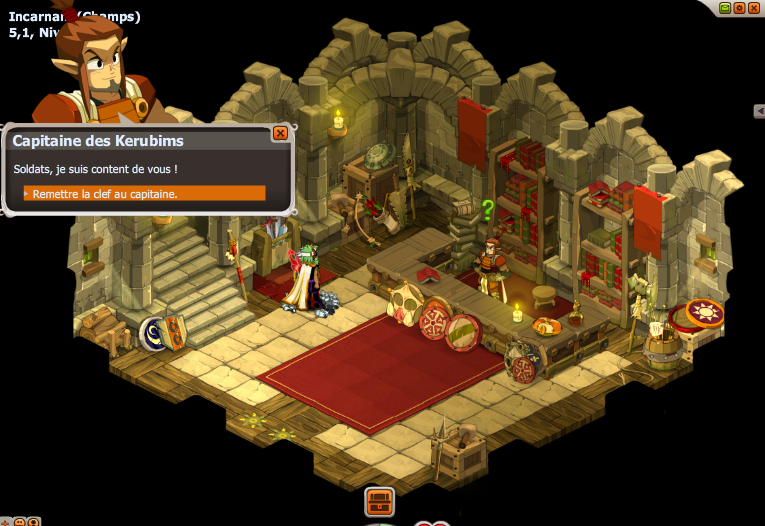 Incarnam (Champs)
5,1, Niv
Capitaine des Kerubims
Soldats, je suis content de vous !
Remettre la clef au capitaine.
?